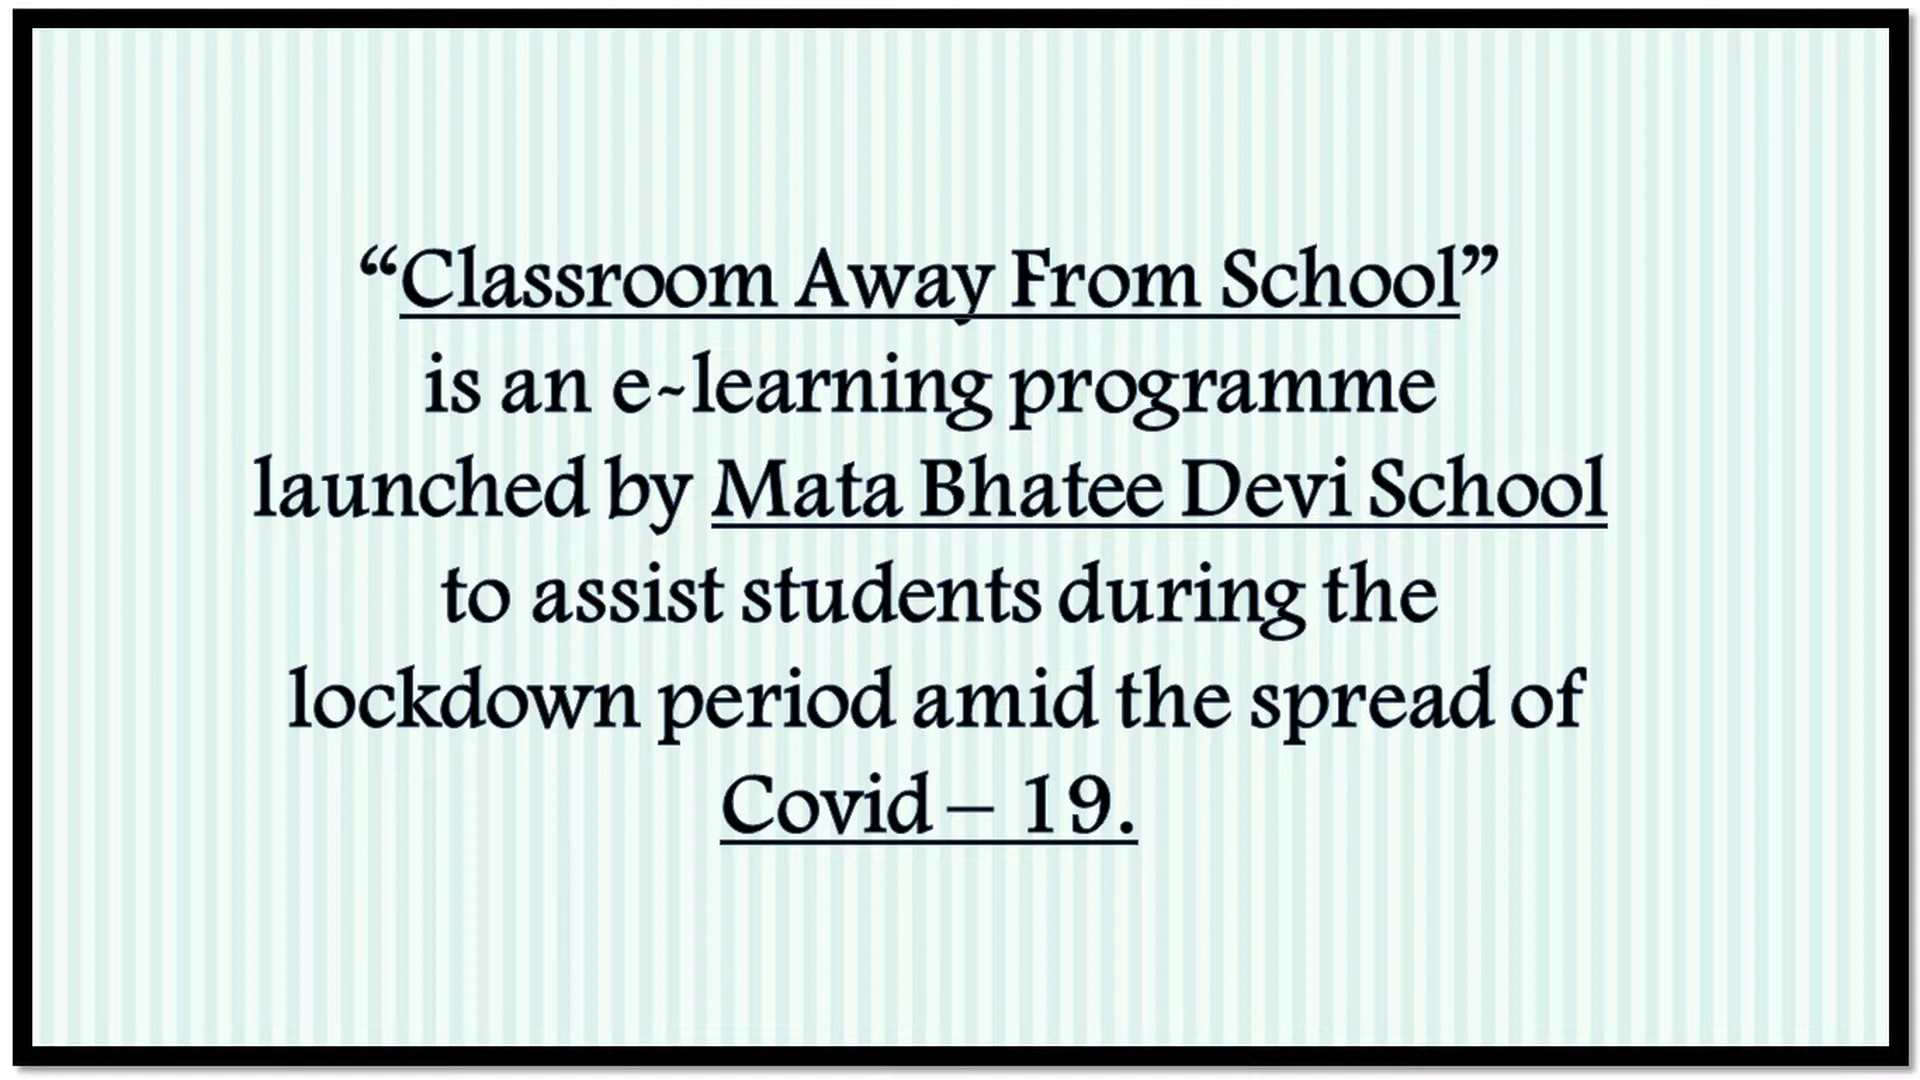 “Classroom Away From School”
is an e-learning programme
launched by Mata Bhatee Devi School
to assist students during the
lockdown period amid the spread of
Covid – 19.